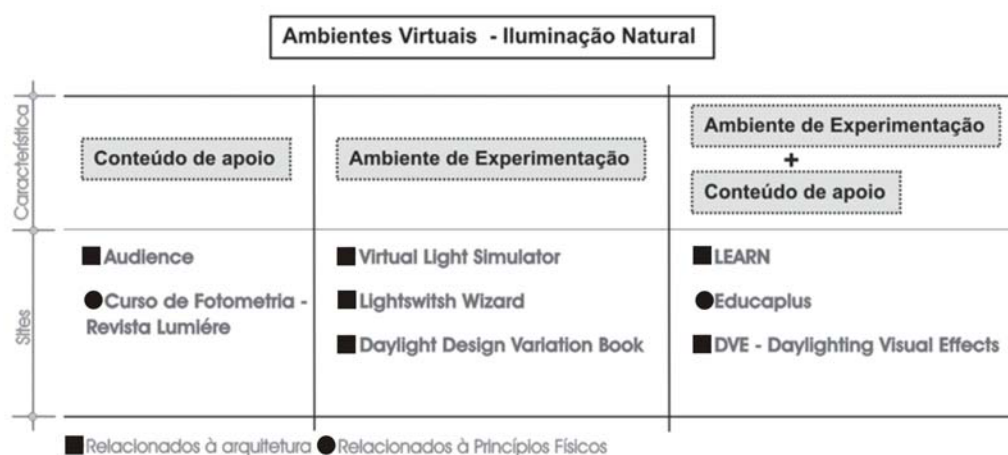 Ambientes Virtuais - Iluminação Natural
Característica
Conteúdo de apoio
Ambiente de Experimentação
Ambiente de Experimentação
+
Conteúdo de apoio
Sites
Audience
Curso de Fotometria -
Revista Lumiére
Virtual Light Simulator
Lightswitsh Wizard
Daylight Design Variation Book
LEARN
Educaplus
DVE - Daylighting Visual Effects
Relacionados à arquitetura
Relacionados à Princípios Físicos